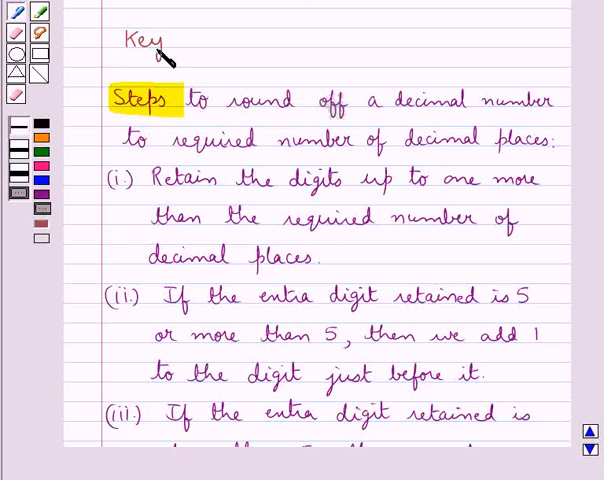 Key
Steps to round off a decimal number
to required number of decimal places:
(i.) Retain the digits up to one more
than the required number of
decimal places.
(ii.) If the extra digit retained is 5
or more than 5, then we add 1
to the digit just before it.
(iii.) If the extra digit retained is